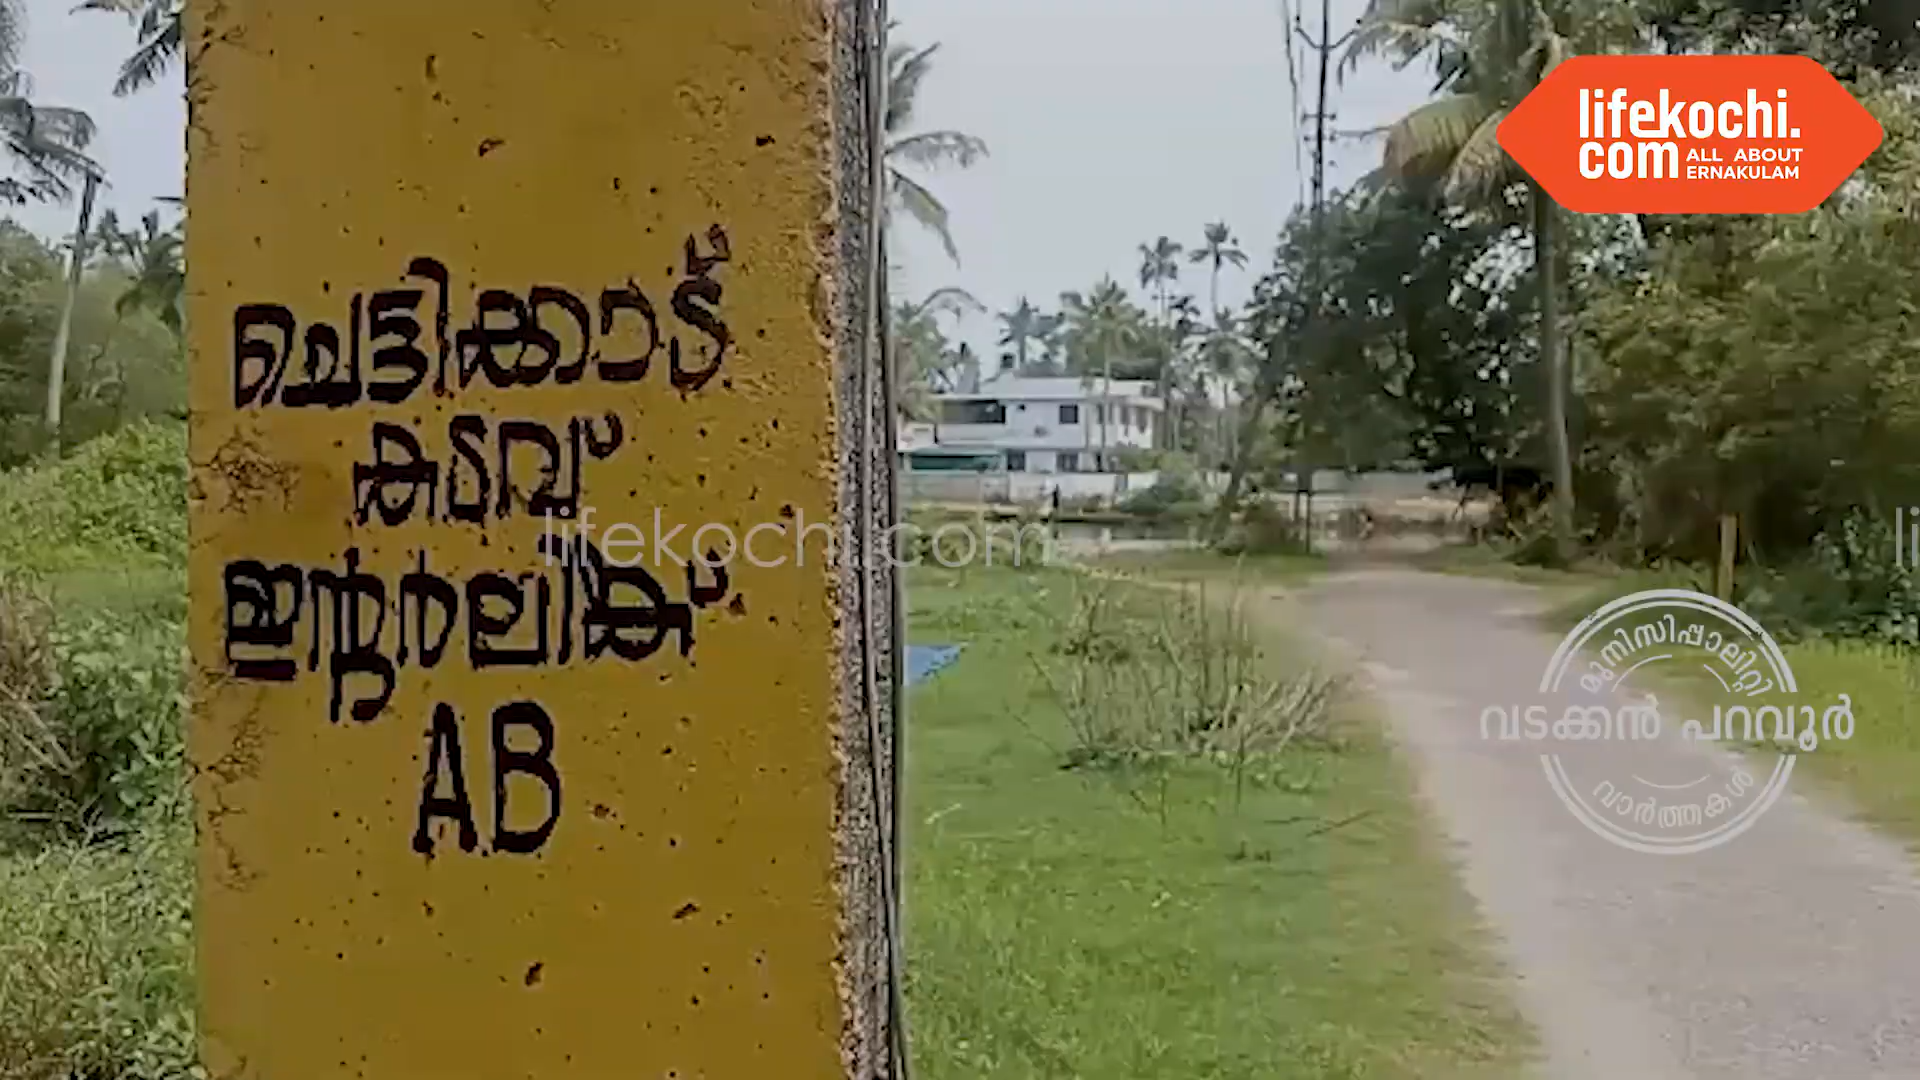 ചെട്ടിക്കാട്
കടവ്
ഇന്റർലിങ്ക്
AB
lifekochi.
com ALL ABOUT
ERNAKULAM
lifekochi.com
മുനിസിപ്പാലിറ്റി
വടക്കൻ പറവൂർ
വാർത്തകൾ